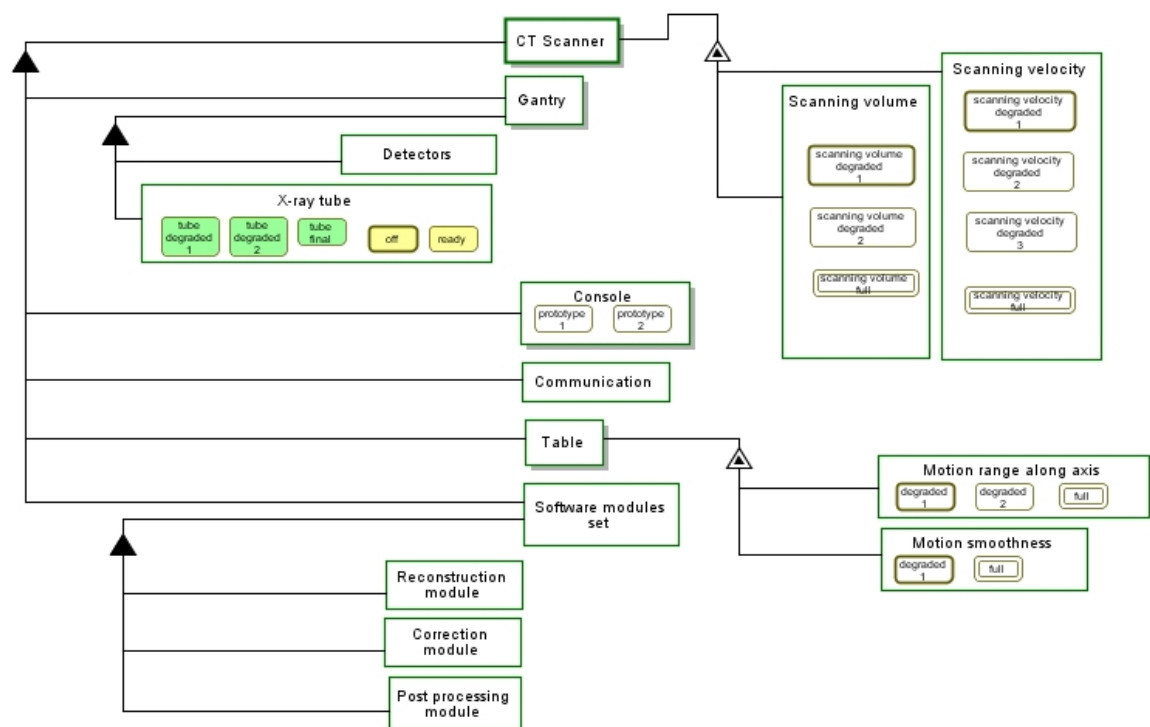 CT Scanner
Gantry
Detectors
X-ray tube
tube
degraded
1
tube
degraded
2
tube
final
off
ready
Console
prototype
1
prototype
2
Communication
Table
Software modules
set
Reconstruction
module
Correction
module
Post processing
module
Scanning volume
scanning volume
degraded
1
scanning volume
degraded
2
scanning volume
full
Scanning velocity
scanning velocity
degraded
1
scanning velocity
degraded
2
scanning velocity
degraded
3
scanning velocity
full
Motion range along axis
degraded
1
degraded
2
full
Motion smoothness
degraded
1
full